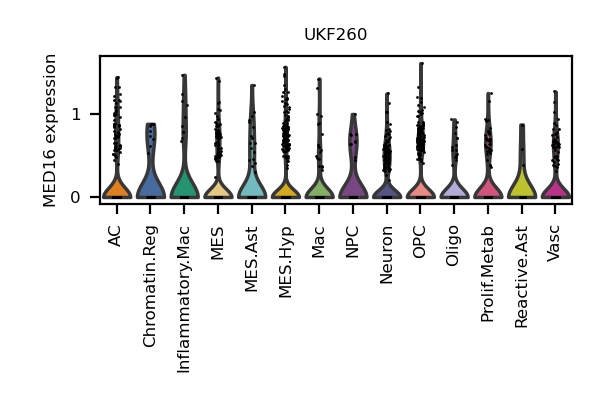 UKF260
MED16 expression
1
0
AC
Chromatin.Reg
Inflammatory.Mac
MES
MES.Ast
MES.Hyp
Mac
NPC
Neuron
OPC
Oligo
Prolif.Metab
Reactive.Ast
Vasc